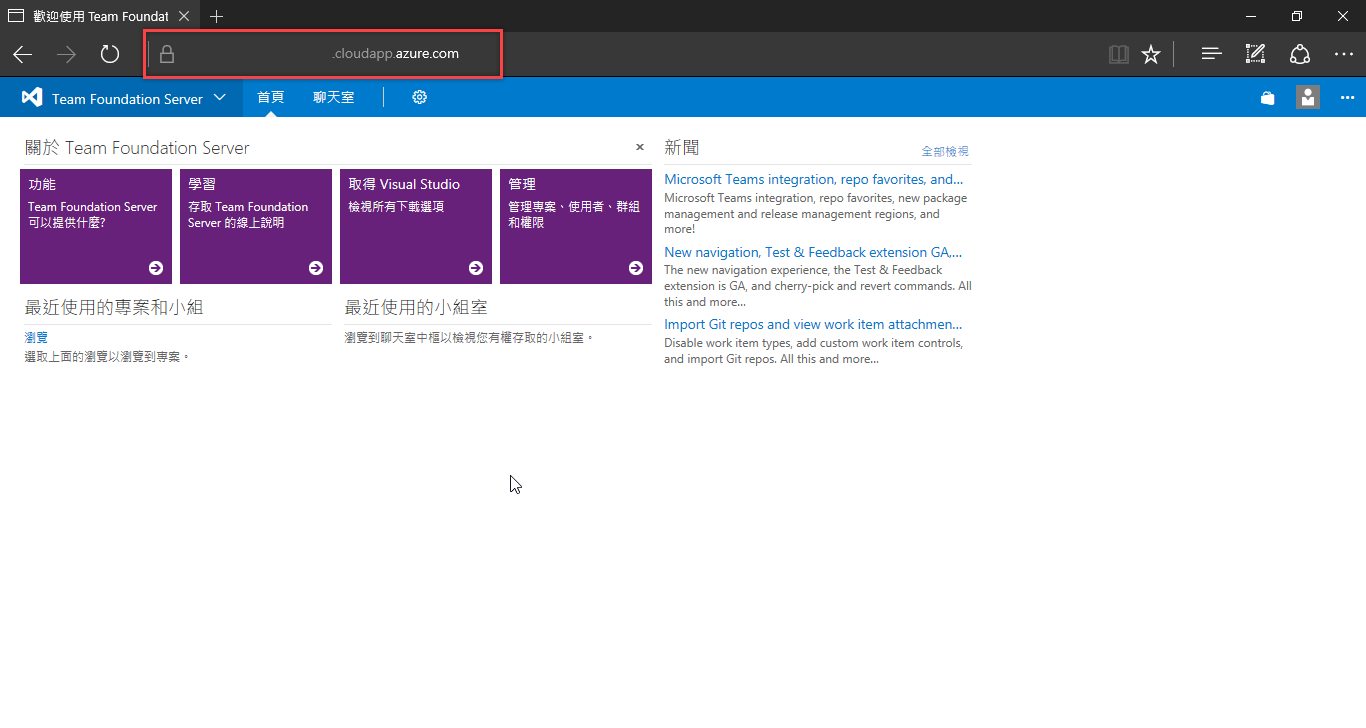 歡迎使用 Team Foundat
.cloudapp.azure.com
Team Foundation Server
首頁
聊天室
關於 Team Foundation Server
功能
Team Foundation Server
可以提供什麼?
學習
存取 Team Foundation
Server 的線上說明
取得 Visual Studio
檢視所有下載選項
管理
管理專案、使用者、群組
和權限
最近使用的專案和小組
瀏覽
選取上面的瀏覽以瀏覽到專案。
最近使用的小組室
瀏覽到聊天室中樞以檢視您有權存取的小組室。
新聞
全部檢視
Microsoft Teams integration, repo favorites, and...
Microsoft Teams integration, repo favorites, new package
management and release management regions, and
more!
New navigation, Test & Feedback extension GA,...
The new navigation experience, the Test & Feedback
extension is GA, and cherry-pick and revert commands. All
this and more...
Import Git repos and view work item attachmen...
Disable work item types, add custom work item controls,
and import Git repos. All this and more...